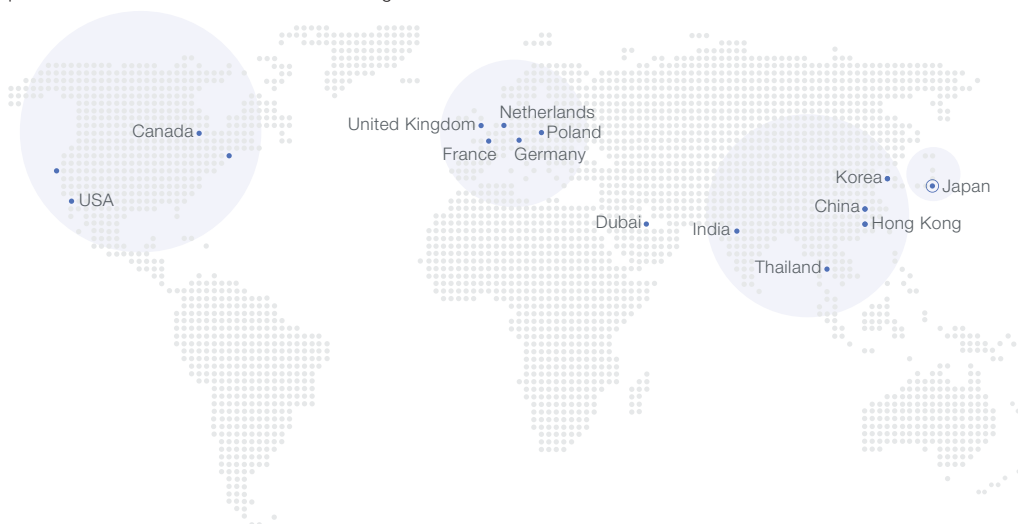 Netherlands
United Kingdom
Poland
Canada
France
Germany
Korea
Japan
USA
China
Dubai
India
Hong Kong
Thailand